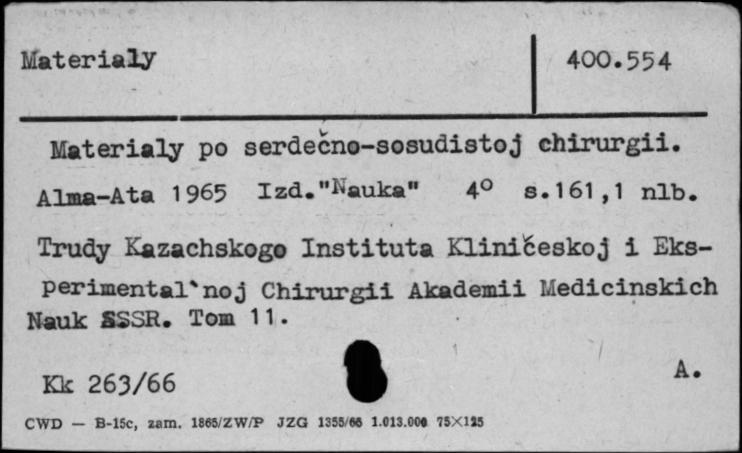 Materialy
400.554
Materialy po serdečno-sosudistoj chirurgii.
Alma-Ata 1965 Izd."Nauka" 4° s.161,1 nlb.
Trudy Kazachskogo Instituta Kliničeskoj i Eks-
perimental'noj Chirurgii Akademii Medicinskich
Nauk SSSR. Tom 11.
Kk 263/66
A.
CWD — B-15c, zam. 1865/ZW/P JZG 1355/66 1.013.000 75×125